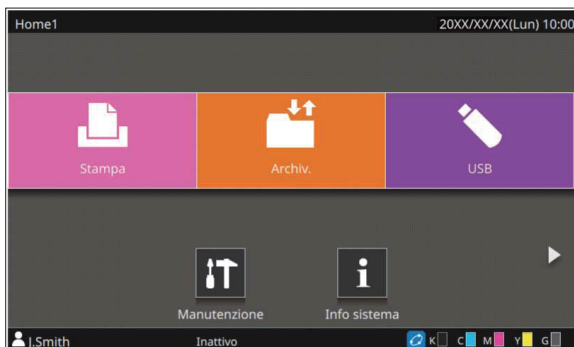 Home1 20XX/XX/XX(Lun) 10:00
Stampa Archiv. USB
Manutenzione Info sistema
J.Smith Inattivo K C M Y G